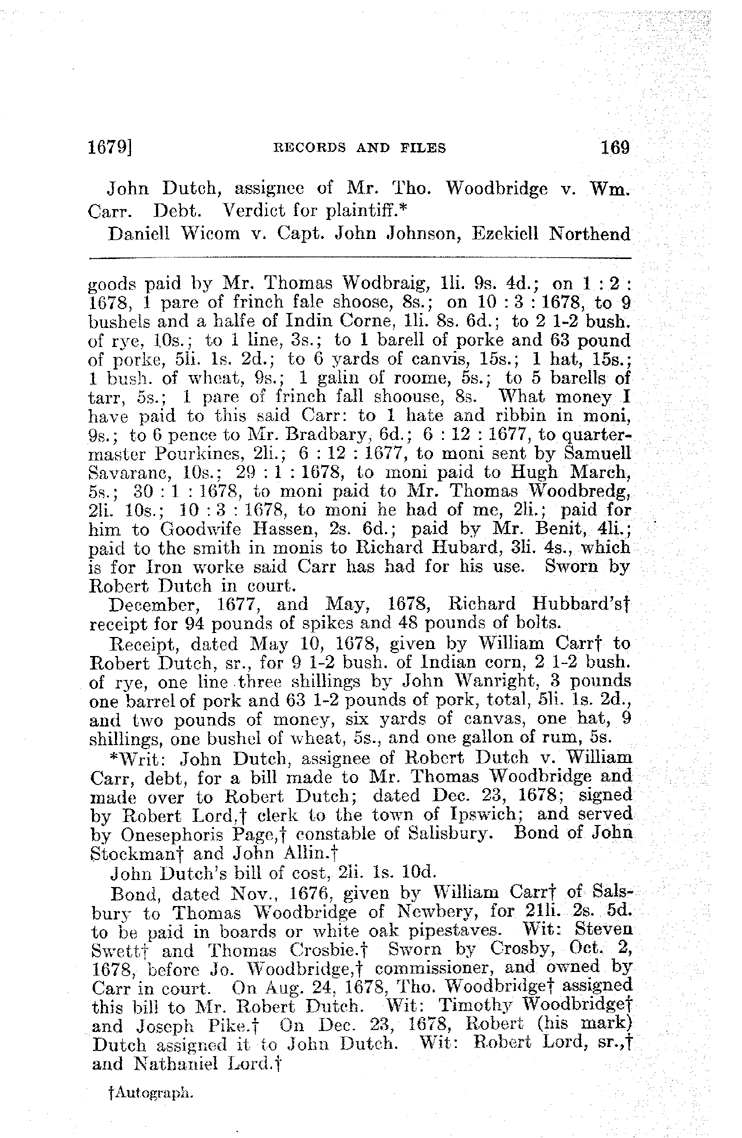 1679] RECORDS AND FILES 169
John Dutch, assignee of Mr. Tho. Woodbridge v. Wm.
Carr. Debt. Verdict for plaintiff.*
Daniell Wicom v. Capt. John Johnson, Ezekiell Northend
goods paid by Mr. Thomas Wodbraig, 1li. 9s. 4d.; on 1 : 2 :
1678, 1 pare of frinch fale shoose, 8s.; on 10 : 3 : 1678, to 9
bushels and a halfe of Indin Corne, 1li. 8s. 6d.; to 2 1-2 bush.
of rye, 10s.; to 1 line, 3s.; to 1 barell of porke and 63 pound
of porke, 5li. 1s. 2d.; to 6 yards of canvis, 15s.; 1 hat, 15s.;
1 bush. of wheat, 9s.; 1 galin of roome, 5s.; to 5 barells of
tarr, 5s.; 1 pare of frinch fall shoouse, 8s. What money I
have paid to this said Carr: to 1 hate and ribbin in moni,
9s.; to 6 pence to Mr. Bradbary, 6d.; 6 : 12 : 1677, to quarter-
master Pourkines, 2li.; 6 : 12 : 1677, to moni sent by Samuell
Savarane, 10s.; 29 : 1 : 1678, to moni paid to Hugh March,
5s.; 30 : 1 : 1678, to moni paid to Mr. Thomas Woodbredg,
2li. 10s.; 10 : 3 : 1678, to moni he had of me, 2li.; paid for
him to Goodwife Hassen, 2s. 6d.; paid by Mr. Benit, 4li.;
paid to the smith in monis to Richard Hubard, 3li. 4s., which
is for Iron worke said Carr has had for his use. Sworn by
Robert Dutch in court.
December, 1677, and May, 1678, Richard Hubbard's†
receipt for 94 pounds of spikes and 48 pounds of bolts.
Receipt, dated May 10, 1678, given by William Carr† to
Robert Dutch, sr., for 9 1-2 bush. of Indian corn, 2 1-2 bush.
of rye, one line three shillings by John Wanright, 3 pounds
one barrel of pork and 63 1-2 pounds of pork, total, 5li. 1s. 2d.,
and two pounds of money, six yards of canvas, one hat, 9
shillings, one bushel of wheat, 5s., and one gallon of rum, 5s.
*Writ: John Dutch, assignee of Robert Dutch v. William
Carr, debt, for a bill made to Mr. Thomas Woodbridge and
made over to Robert Dutch; dated Dec. 23, 1678; signed
by Robert Lord,† clerk to the town of Ipswich; and served
by Onesephoris Page,† constable of Salisbury. Bond of John
Stockman† and John Allin.†
John Dutch's bill of cost, 2li. 1s. 10d.
Bond, dated Nov., 1676, given by William Carr† of Sals-
bury to Thomas Woodbridge of Newbery, for 21li. 2s. 5d.
to be paid in boards or white oak pipestaves. Wit: Steven
Swett† and Thomas Crosbie.† Sworn by Crosby, Oct. 2,
1678, before Jo. Woodbridge,† commissioner, and owned by
Carr in court. On Aug. 24, 1678, Tho. Woodbridge† assigned
this bill to Mr. Robert Dutch. Wit: Timothy Woodbridge†
and Joseph Pike.† On Dec. 23, 1678, Robert (his mark)
Dutch assigned it to John Dutch. Wit: Robert Lord, sr.,†
and Nathaniel Lord.†
†Autograph.